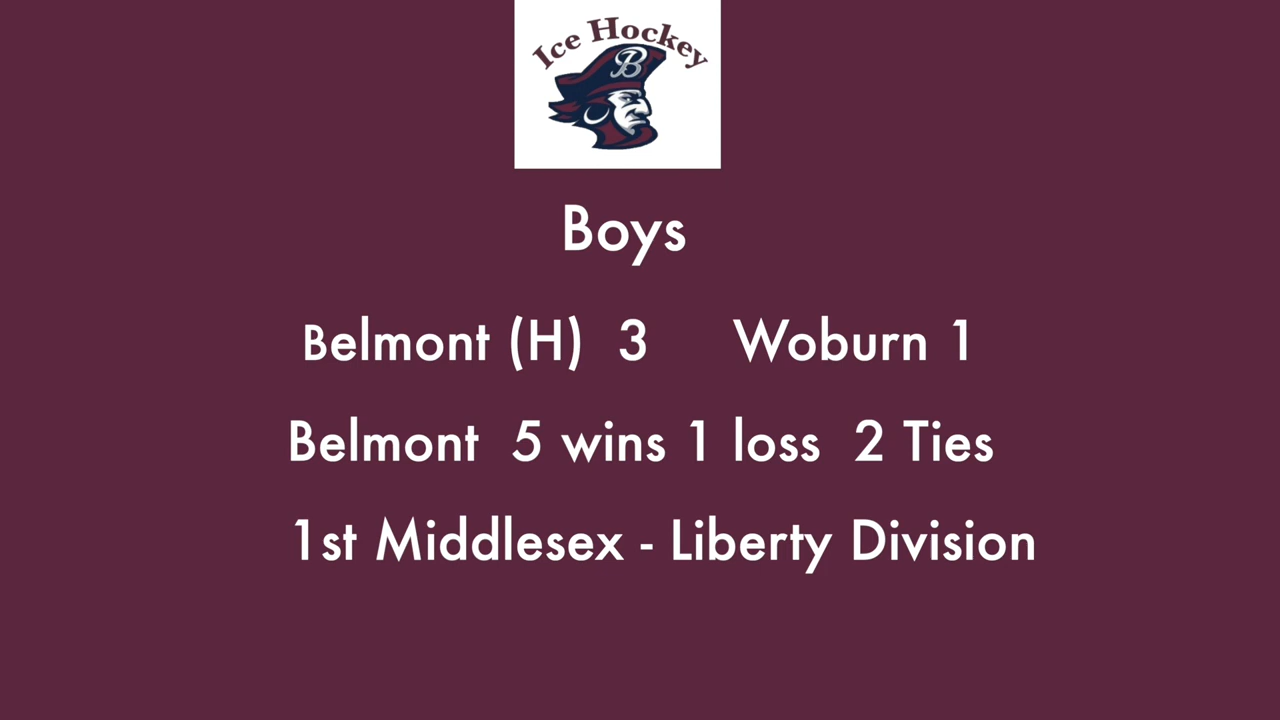 Ice Hockey
B
Boys
Belmont (H) 3 Woburn 1
Belmont 5 wins 1 loss 2 Ties
1st Middlesex - Liberty Division